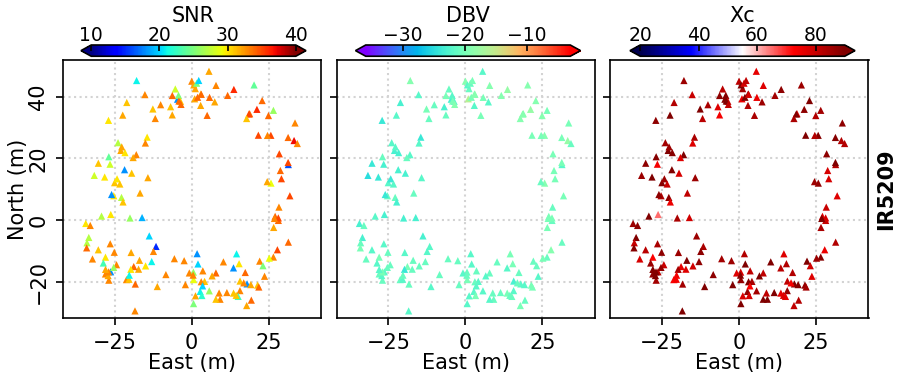 SNR DBV Xc
10 20 30 40 −30 −20 −10 20 40 60 80
40
20
0
−20
North (m)
IR5209
−25 0 25 −25 0 25 −25 0 25
East (m) East (m) East (m)